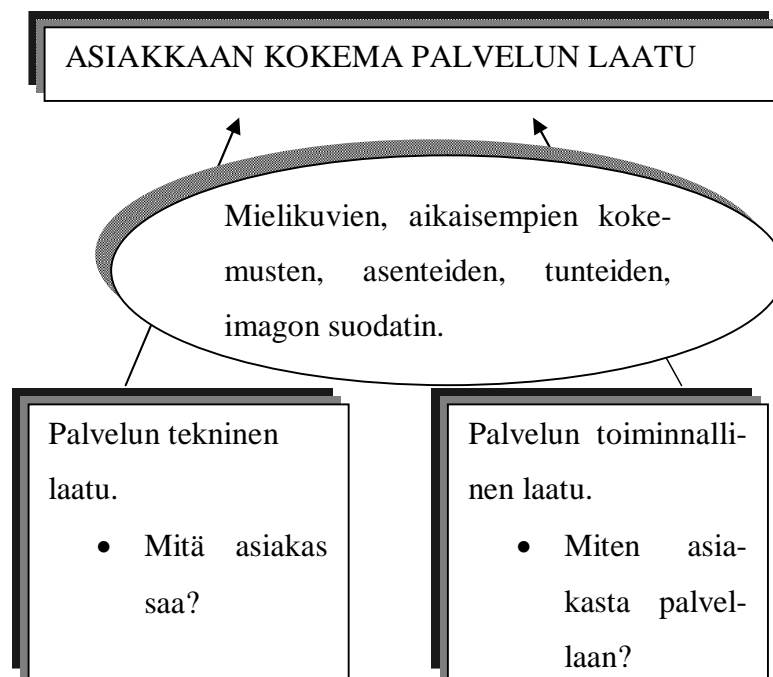 ASIAKKAAN KOKEMA PALVELUN LAATU
Mielikuvien, aikaisempien koke-
musten, asenteiden, tunteiden,
imagon suodatin.
Palvelun tekninen
laatu.
• Mitä asiakas
saa?
Palvelun toiminnalli-
nen laatu.
• Miten asia-
kasta palvel-
laan?